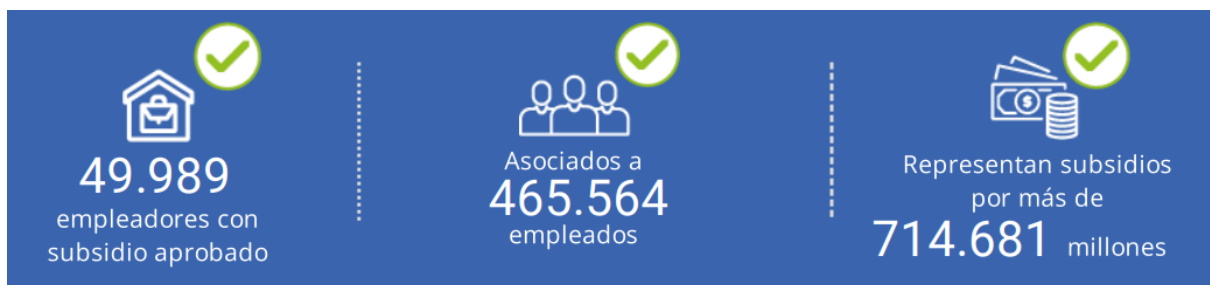 49.989
empleadores con
subsidio aprobado
Asociados a
465.564
empleados
Representan subsidios
por más de
714.681 millones